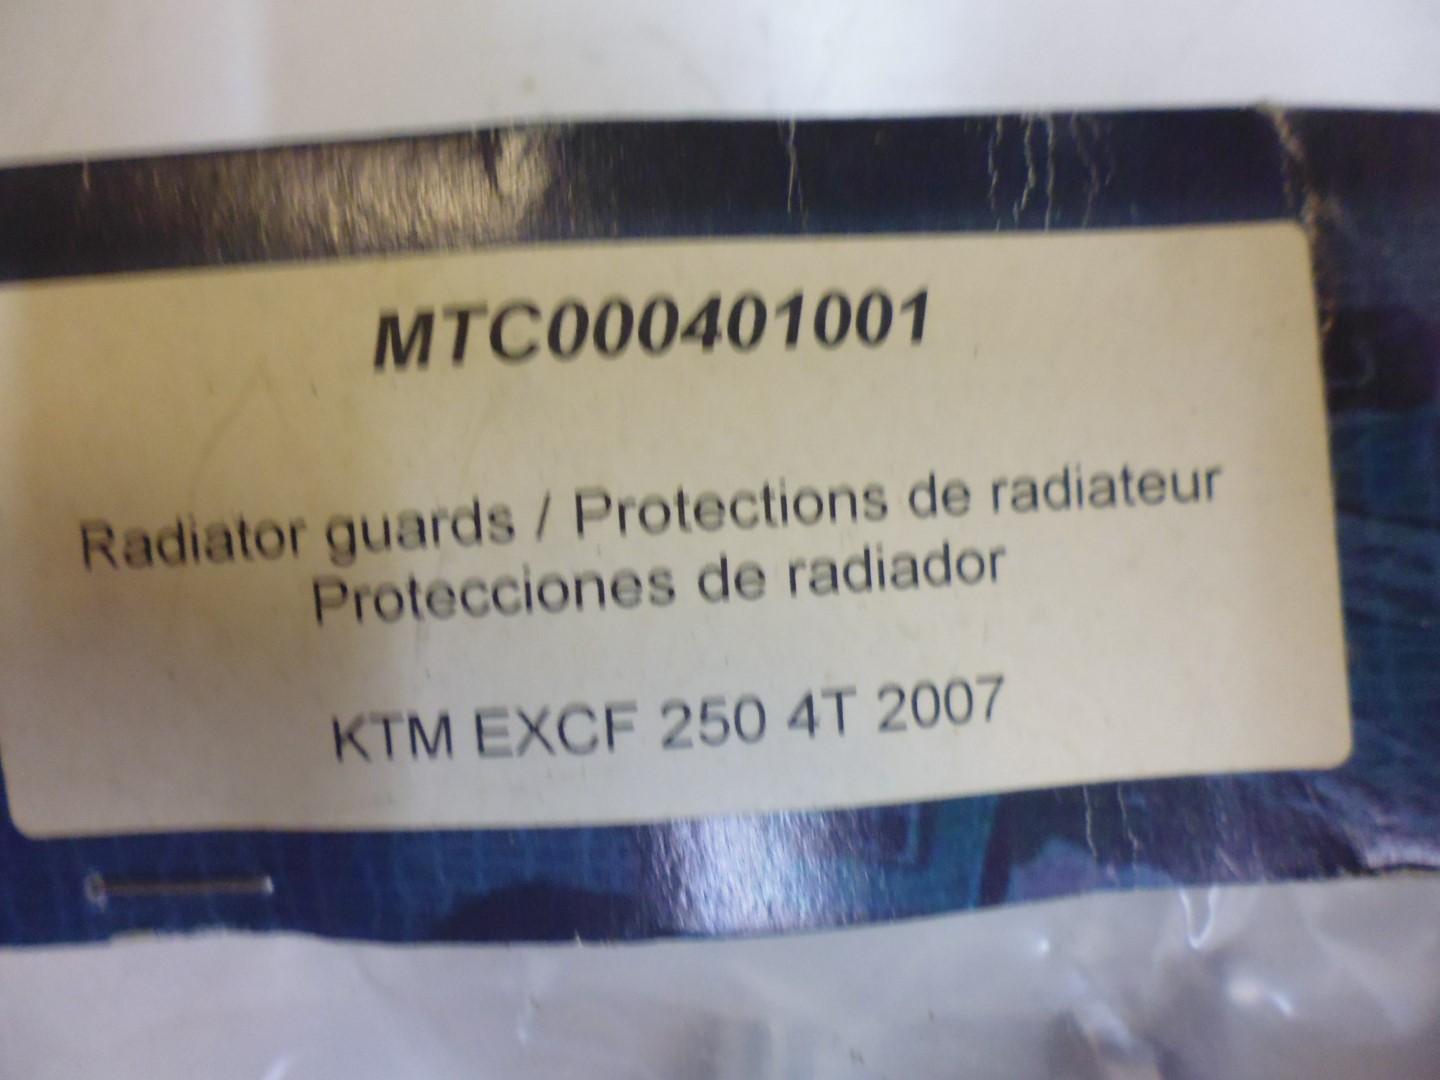 MTC000401001
Radiator guards / Protections de radiateur
Protecciones de radiador
KTM EXCF 250 4T 2007